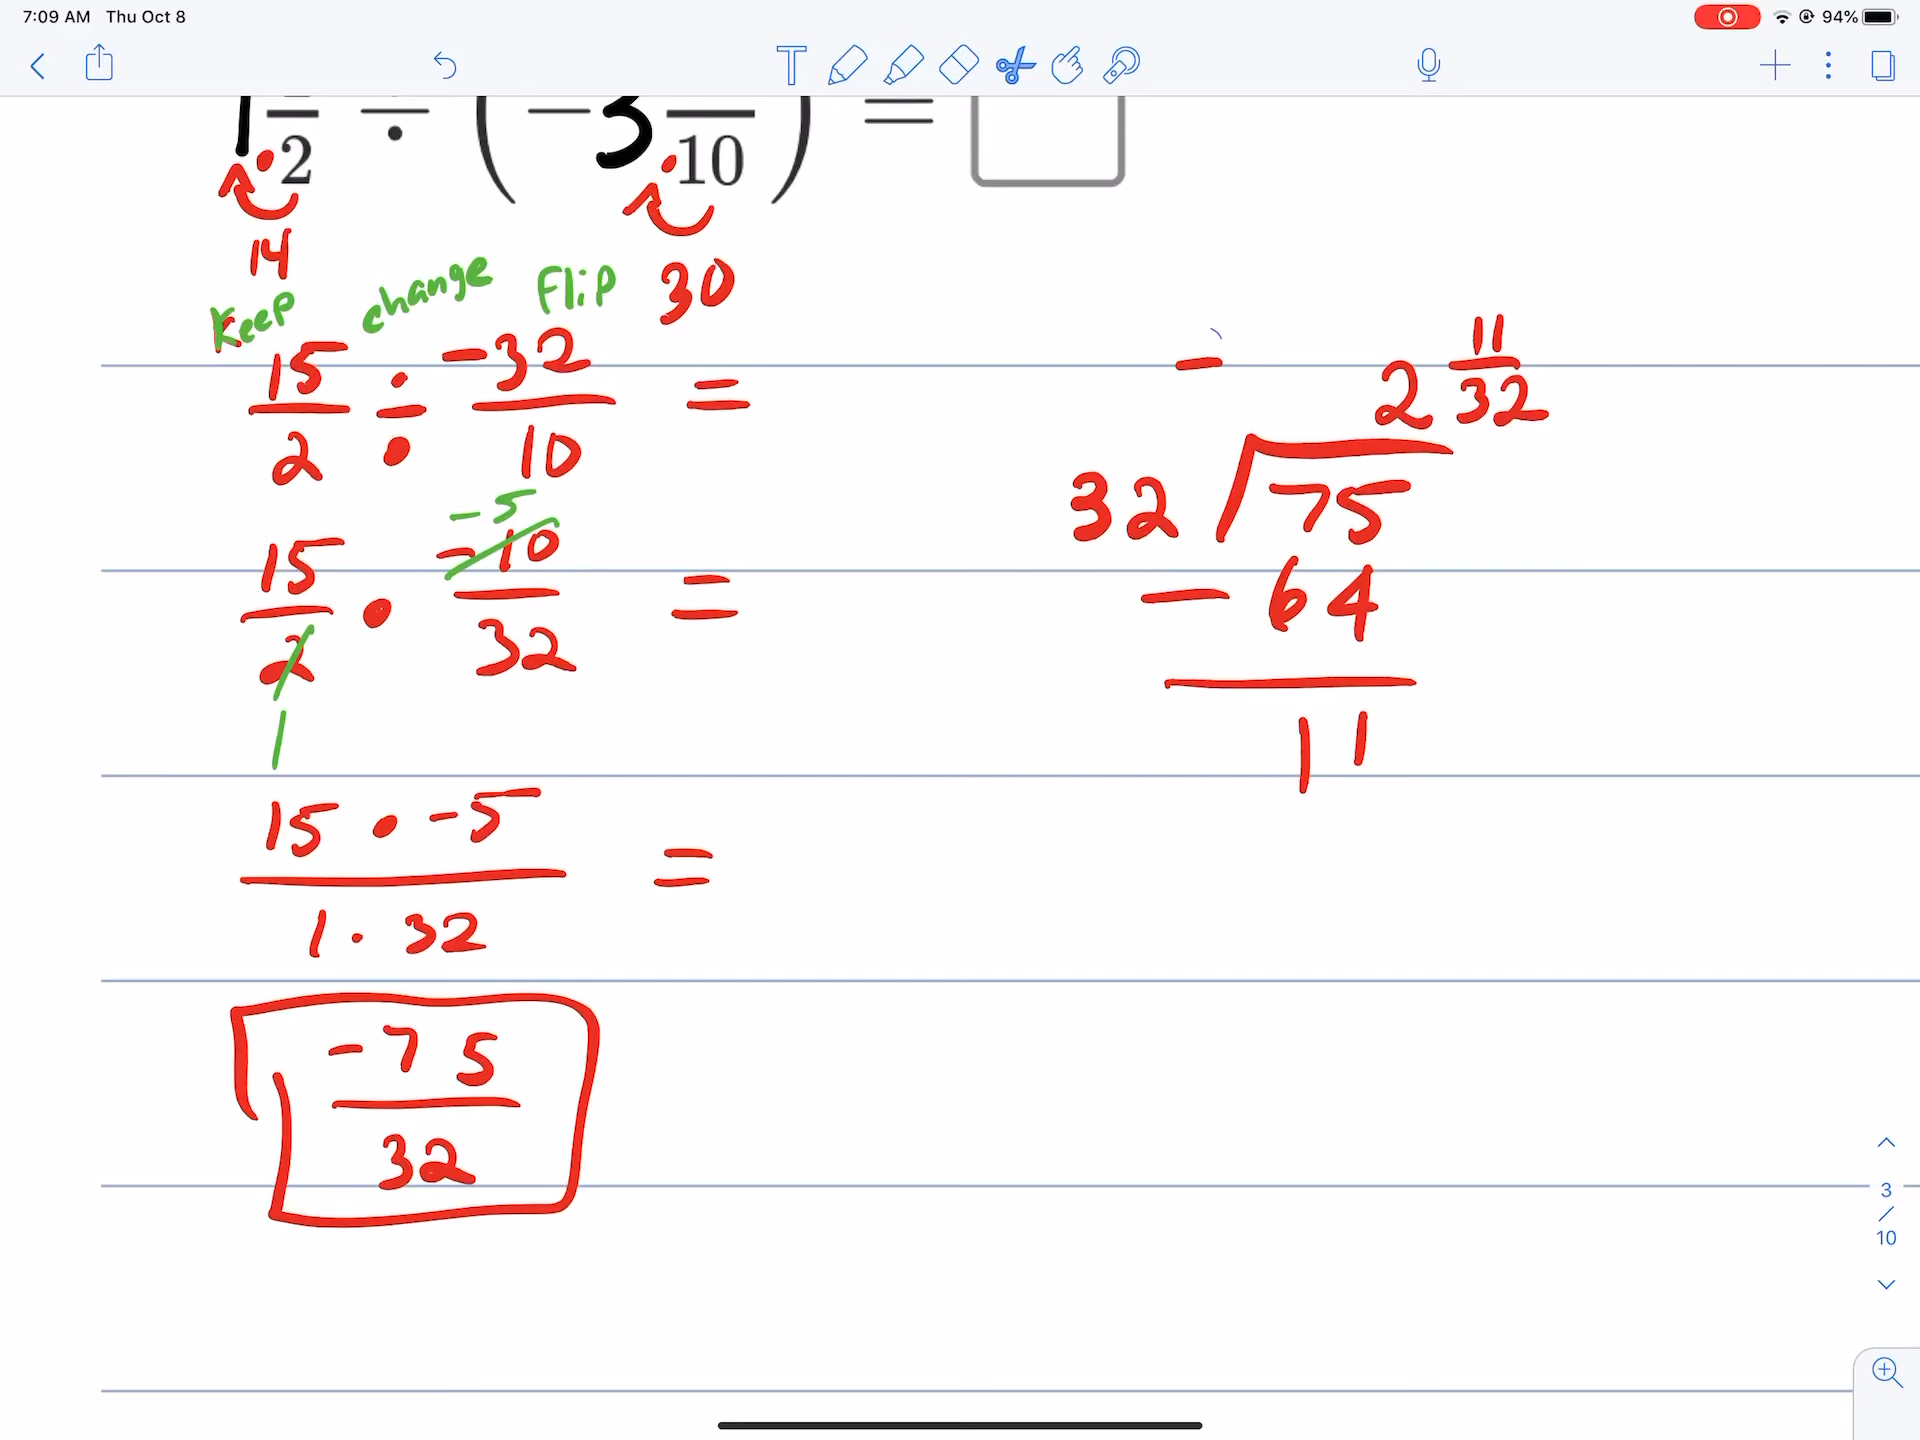 7:09 AM Thu Oct 8 94%
2 ÷ ( −3 10 ) =
14 30
Keep change Flip
15/2 ÷ -32/10 =
-5
15/2 • -10/32 =
1
15 • -5 / 1 · 32 =
-75/32
- 2 11/32
32 75
- 64
11
3
/
10